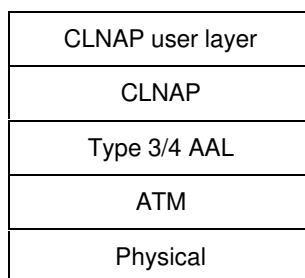 CLNAP user layer
CLNAP
Type 3/4 AAL
ATM
Physical